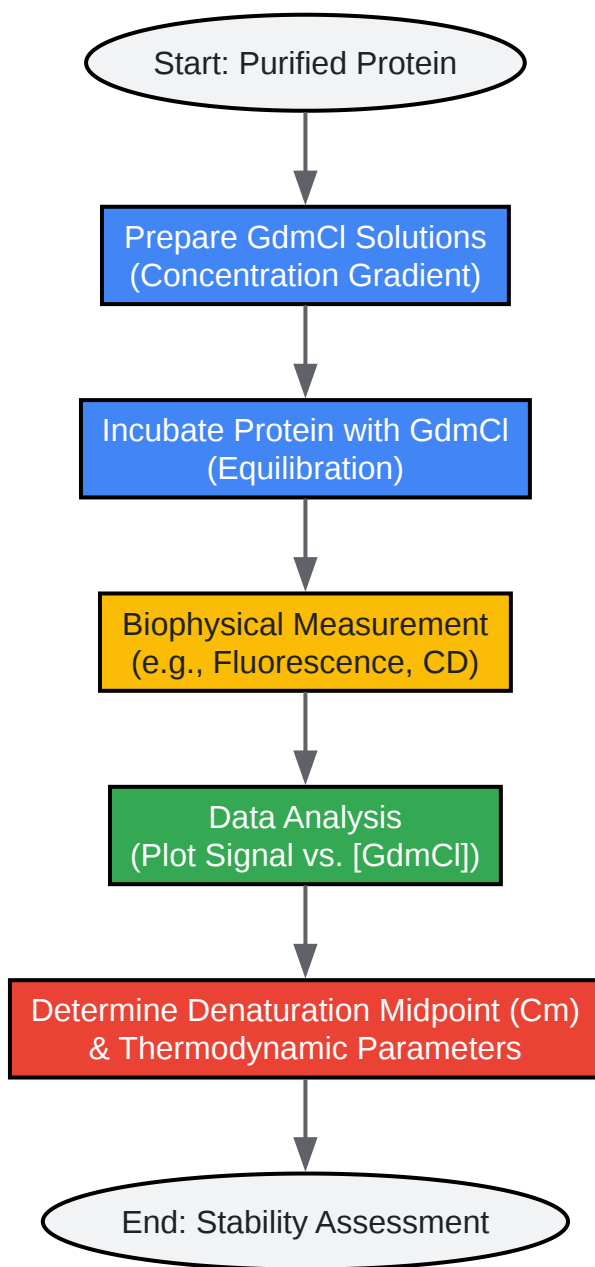 Start: Purified Protein
Prepare GdmCl Solutions
(Concentration Gradient)
Incubate Protein with GdmCl
(Equilibration)
Biophysical Measurement
(e.g., Fluorescence, CD)
Data Analysis
(Plot Signal vs. [GdmCl])
Determine Denaturation Midpoint (Cm)
& Thermodynamic Parameters
End: Stability Assessment